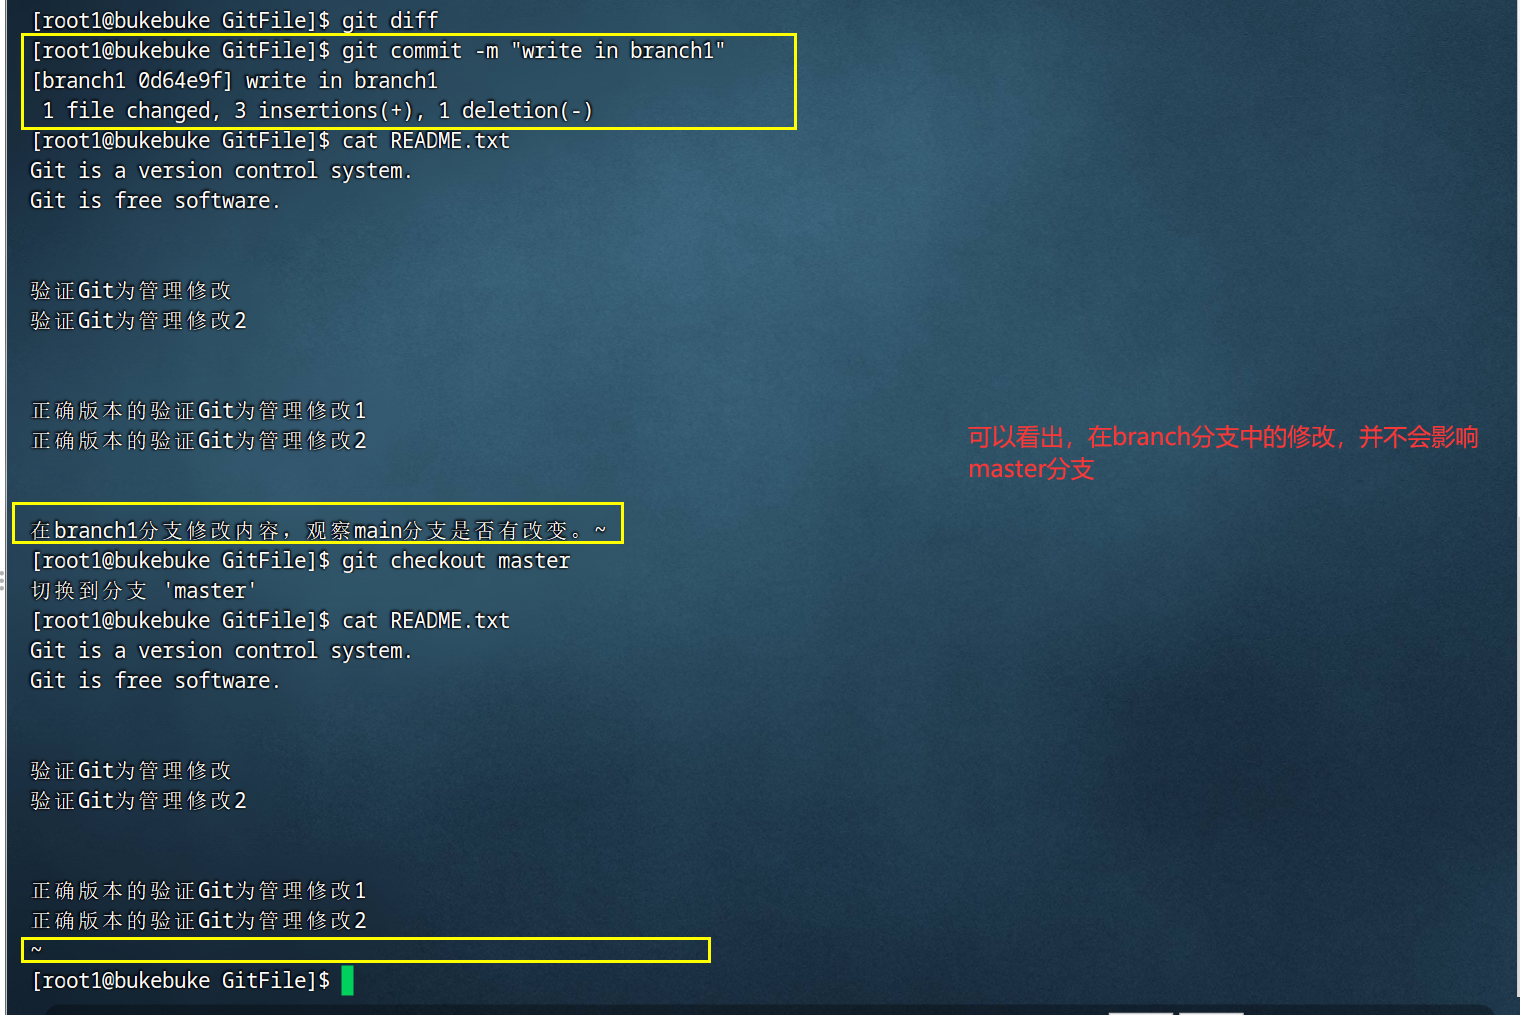 [root1@bukebuke GitFile]$ git diff
[root1@bukebuke GitFile]$ git commit -m "write in branch1"
[branch1 0d64e9f] write in branch1
 1 file changed, 3 insertions(+), 1 deletion(-)
[root1@bukebuke GitFile]$ cat README.txt
Git is a version control system.
Git is free software.
验证Git为管理修改
验证Git为管理修改2
正确版本的验证Git为管理修改1
正确版本的验证Git为管理修改2
可以看出，在branch分支中的修改，并不会影响
master分支
在branch1分支修改内容，观察main分支是否有改变。~
[root1@bukebuke GitFile]$ git checkout master
切换到分支 'master'
[root1@bukebuke GitFile]$ cat README.txt
Git is a version control system.
Git is free software.
验证Git为管理修改
验证Git为管理修改2
正确版本的验证Git为管理修改1
正确版本的验证Git为管理修改2
~
[root1@bukebuke GitFile]$